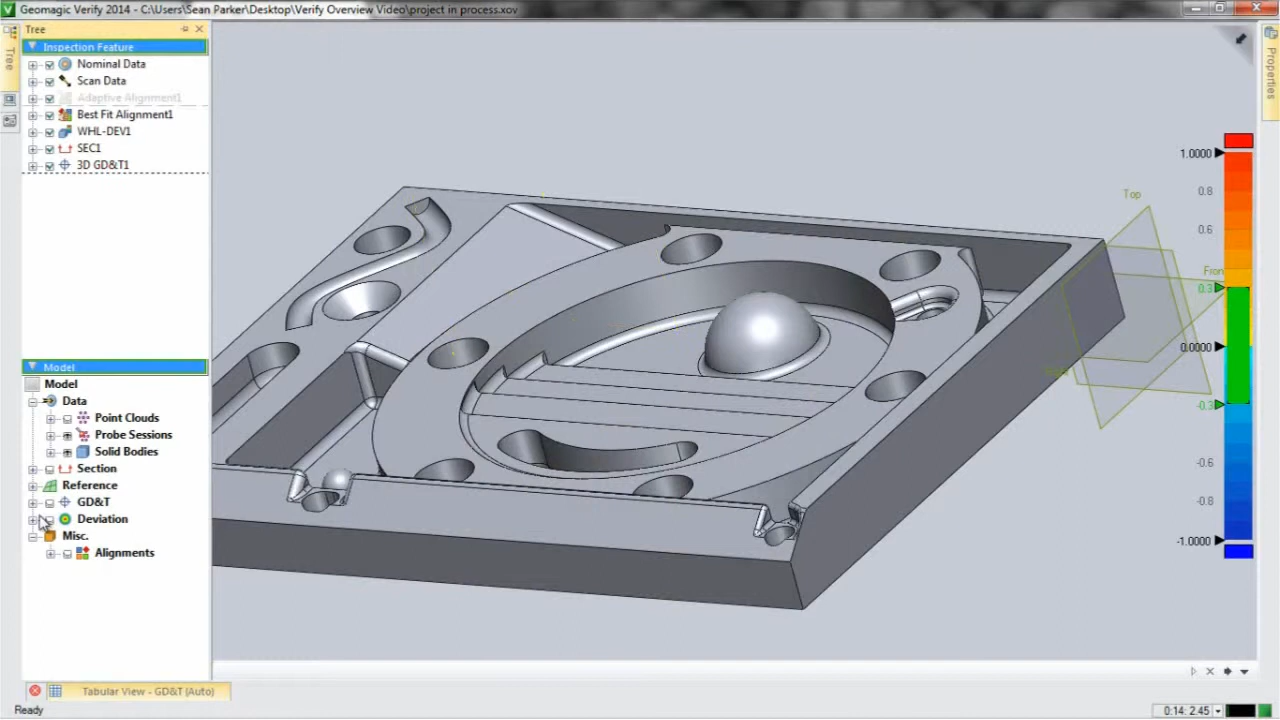 Geomagic Verify 2014 - C:\Users\Sean Parker\Desktop\Verify Overview Video\project in process.xov
Tree
Tree
Inspection Feature
Nominal Data
Scan Data
Adaptive Alignment1
Best Fit Alignment1
WHL-DEV1
SEC1
3D GD&T1
Model
Model
Data
Point Clouds
Probe Sessions
Solid Bodies
Section
Reference
GD&T
Deviation
Misc.
Alignments
Top
Fron
1.0000
0.8
0.6
0.3
0.0000
-0.3
-0.6
-0.8
-1.0000
Properties
Tabular View - GD&T (Auto)
Ready
0:14: 2.45